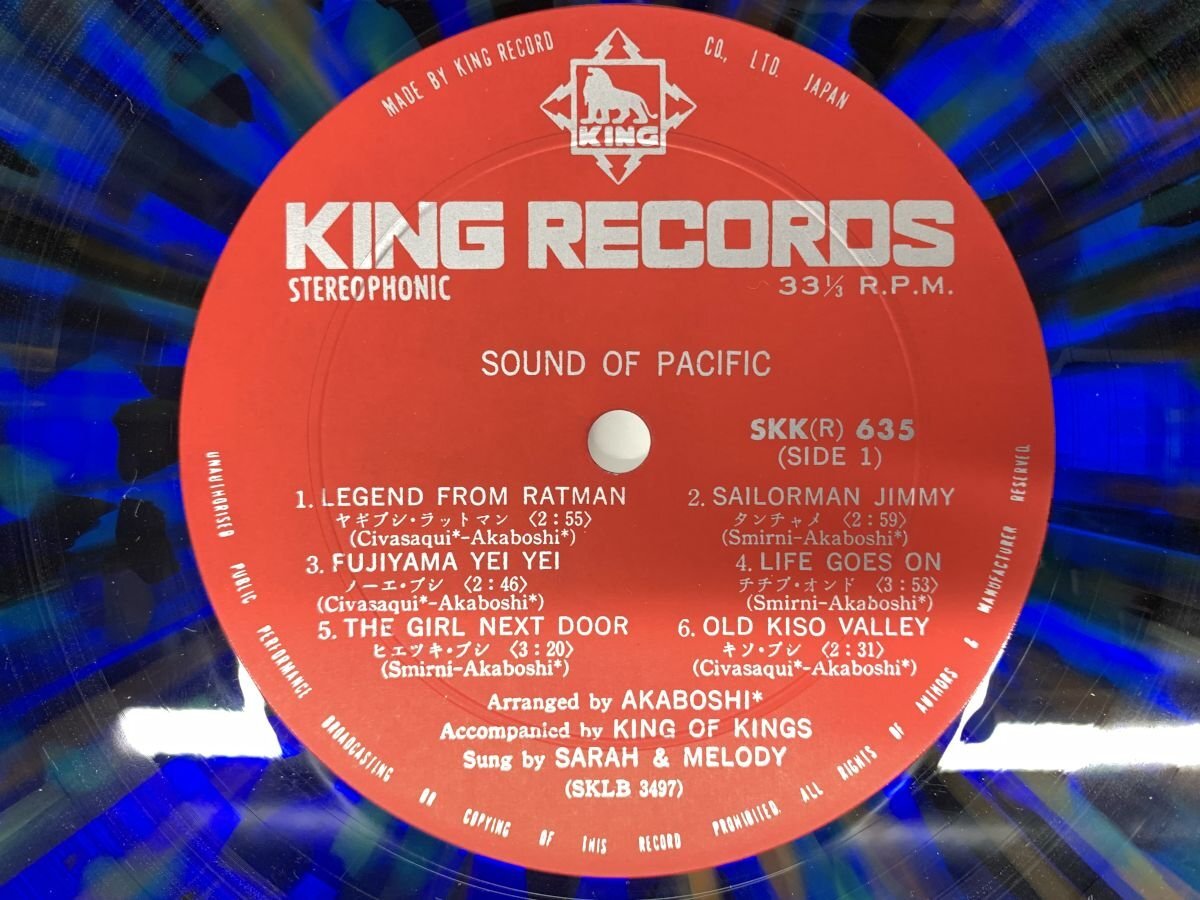 MADE BY KING RECORD CO., LTD. JAPAN
KING
KING RECORDS
STEREOPHONIC
33⅓ R.P.M.
SOUND OF PACIFIC
SKK(R) 635
(SIDE 1)
1. LEGEND FROM RATMAN
ヤギブシ・ラットマン 〈2:55〉
(Civasaqui*-Akaboshi*)
2. SAILORMAN JIMMY
タンチャメ 〈2:59〉
(Smirni-Akaboshi*)
3. FUJIYAMA YEI YEI
ノーエ・ブシ 〈2:46〉
(Civasaqui*-Akaboshi*)
4. LIFE GOES ON
チチブ・オンド 〈3:53〉
(Smirni-Akaboshi*)
5. THE GIRL NEXT DOOR
ヒエツキ・ブシ 〈3:20〉
(Smirni-Akaboshi*)
6. OLD KISO VALLEY
キソ・ブシ 〈2:31〉
(Civasaqui*-Akaboshi*)
Arranged by AKABOSHI*
Accompanied by KING OF KINGS
Sung by SARAH & MELODY
(SKLB 3497)
UNAUTHORISED PUBLIC PERFORMANCE BROADCASTING OR COPYING OF THIS RECORD PROHIBITED. ALL RIGHTS OF AUTHORS & MANUFACTURER RESERVED.